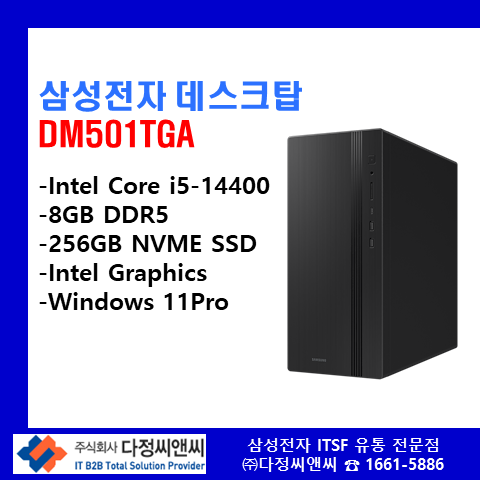 삼성전자 데스크탑
DM501TGA
-Intel Core i5-14400
-8GB DDR5
-256GB NVME SSD
-Intel Graphics
-Windows 11Pro
SAMSUNG
주식회사 다정씨앤씨
IT B2B Total Solution Provider
삼성전자 ITSF 유통 전문점
㈜다정씨앤씨 ☎ 1661-5886